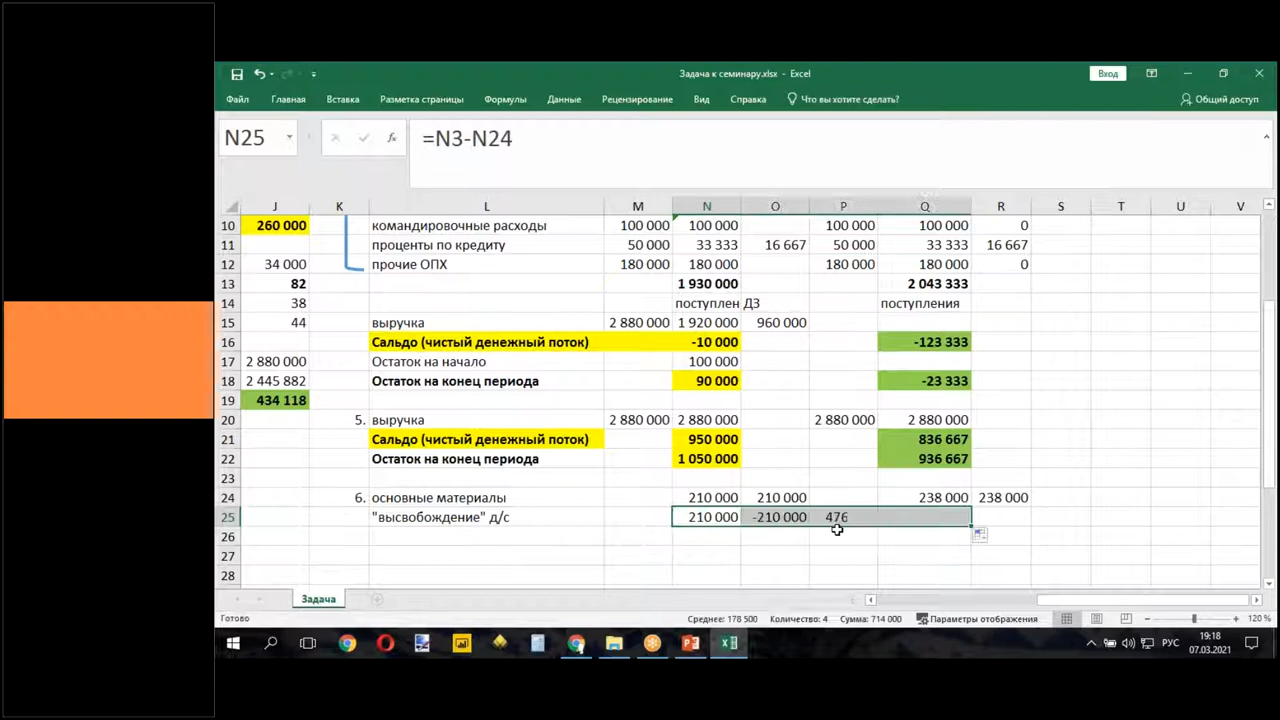 Задача к семинару.xlsx - Excel
Вход
Файл Главная Вставка Разметка страницы Формулы Данные Рецензирование Вид Справка Что вы хотите сделать? Общий доступ
N25 fx =N3-N24
J K L M N O P Q R S T U V
10 260 000 командировочные расходы 100 000 100 000 100 000 100 000 0
11 проценты по кредиту 50 000 33 333 16 667 50 000 33 333 16 667
12 34 000 прочие ОПХ 180 000 180 000 180 000 180 000 0
13 82 1 930 000 2 043 333
14 38 поступлен ДЗ поступления
15 44 выручка 2 880 000 1 920 000 960 000
16 Сальдо (чистый денежный поток) -10 000 -123 333
17 2 880 000 Остаток на начало 100 000
18 2 445 882 Остаток на конец периода 90 000 -23 333
19 434 118
20 5. выручка 2 880 000 2 880 000 2 880 000 2 880 000
21 Сальдо (чистый денежный поток) 950 000 836 667
22 Остаток на конец периода 1 050 000 936 667
23
24 6. основные материалы 210 000 210 000 238 000 238 000
25 "высвобождение" д/с 210 000 -210 000 476
26
27
28
Задача
Готово Среднее: 178 500 Количество: 4 Сумма: 714 000 Параметры отображения 120 %
РУС 19:18
07.03.2021